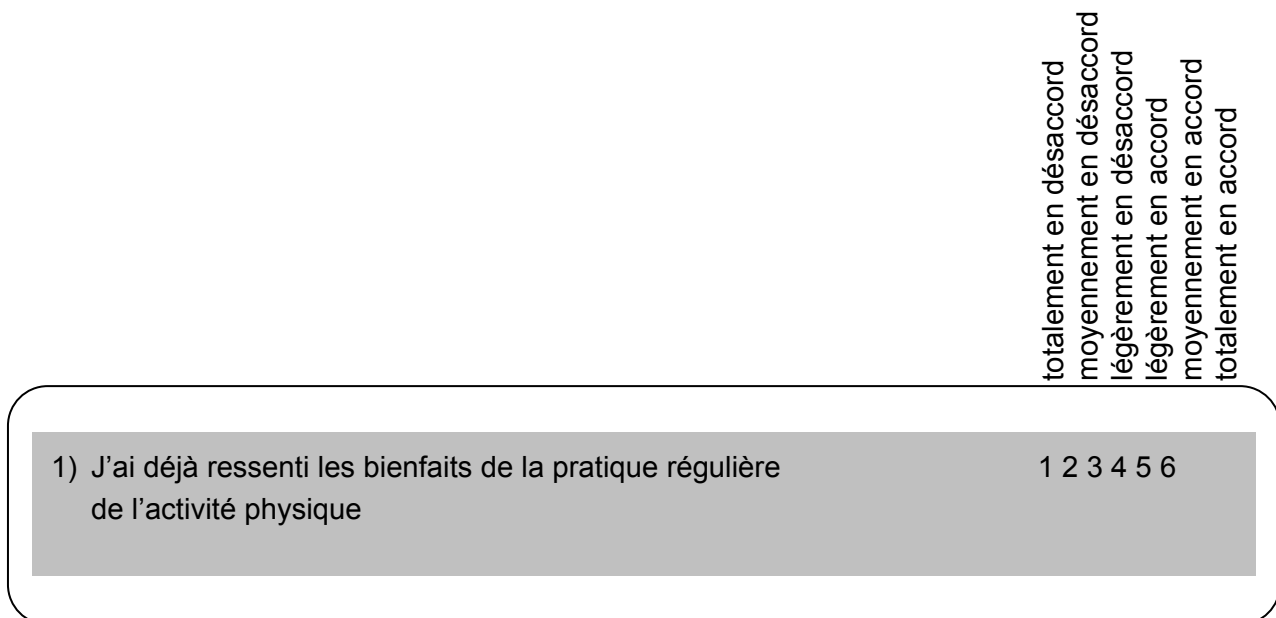 totalement en désaccord
moyennement en désaccord
légèrement en désaccord
légèrement en accord
moyennement en accord
totalement en accord
1) J’ai déjà ressenti les bienfaits de la pratique régulière 1 2 3 4 5 6
de l’activité physique